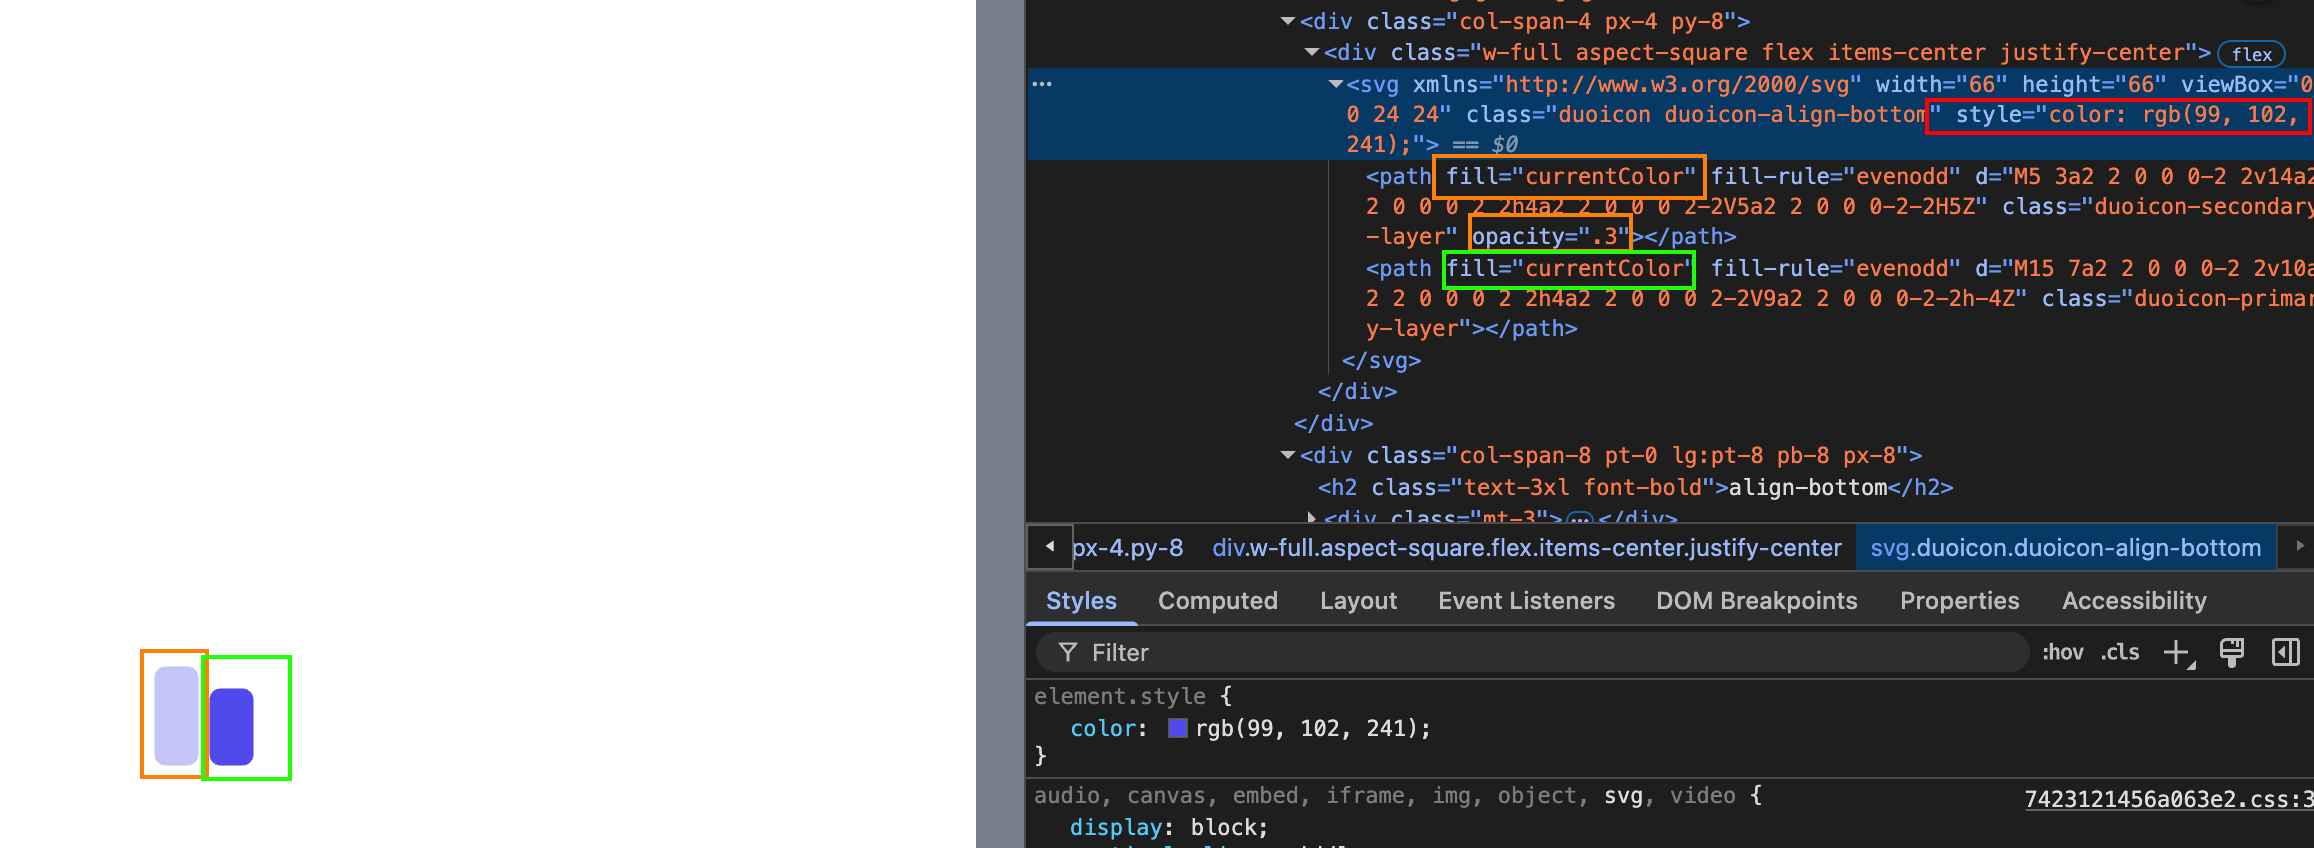 <div class="col-span-4 px-4 py-8">
<div class="w-full aspect-square flex items-center justify-center"> flex
<svg xmlns="http://www.w3.org/2000/svg" width="66" height="66" viewBox="0
0 24 24" class="duoicon duoicon-align-bottom" style="color: rgb(99, 102,
241);"> == $0
<path fill="currentColor" fill-rule="evenodd" d="M5 3a2 2 0 0 0-2 2v14a2
2 0 0 0 2 2h4a2 2 0 0 0 2-2V5a2 2 0 0 0-2-2H5Z" class="duoicon-secondary
-layer" opacity=".3"></path>
<path fill="currentColor" fill-rule="evenodd" d="M15 7a2 2 0 0 0-2 2v10a
2 2 0 0 0 2 2h4a2 2 0 0 0 2-2V9a2 2 0 0 0-2-2h-4Z" class="duoicon-primar
y-layer"></path>
</svg>
</div>
</div>
<div class="col-span-8 pt-0 lg:pt-8 pb-8 px-8">
<h2 class="text-3xl font-bold">align-bottom</h2>
<div class="mt-3">…</div>
px-4.py-8 div.w-full.aspect-square.flex.items-center.justify-center svg.duoicon.duoicon-align-bottom
Styles Computed Layout Event Listeners DOM Breakpoints Properties Accessibility
Filter :hov .cls
element.style {
color: rgb(99, 102, 241);
}
audio, canvas, embed, iframe, img, object, svg, video { 7423121456a063e2.css:3
display: block;